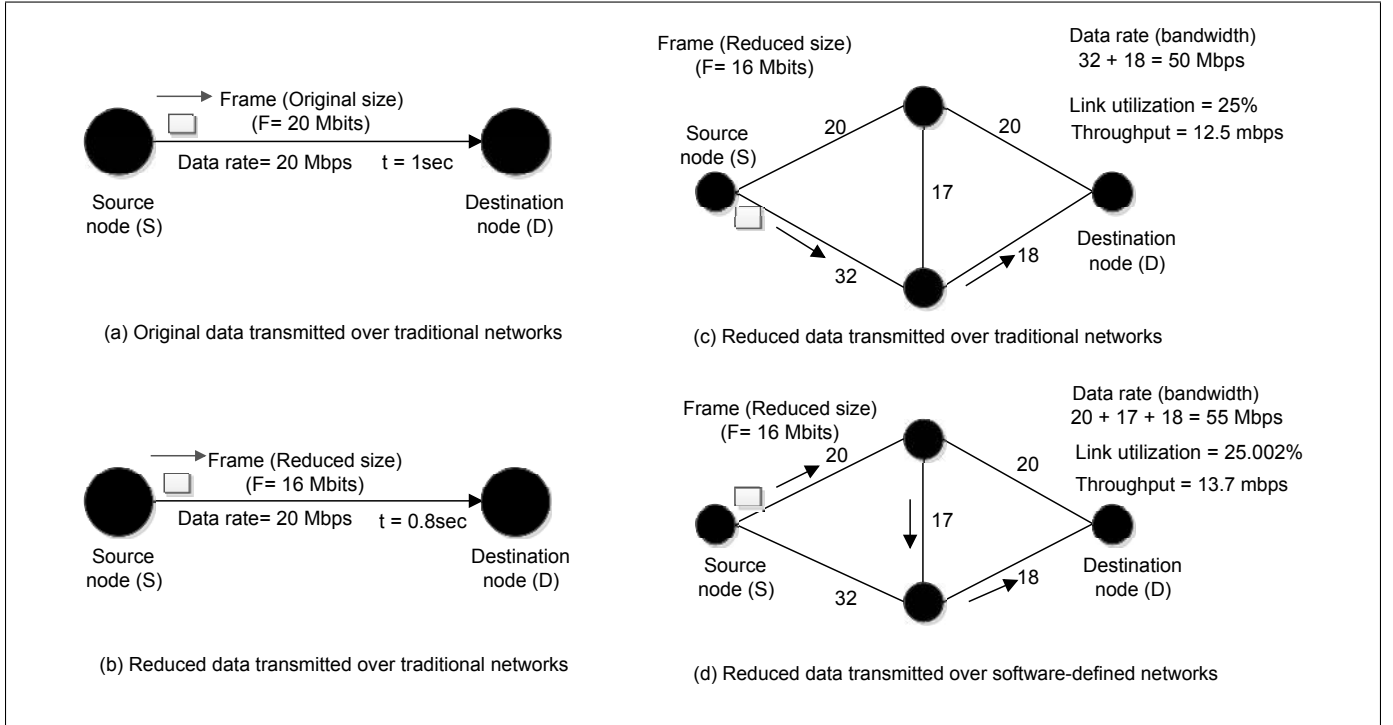 Frame (Original size)
(F= 20 Mbits)
Data rate= 20 Mbps
t = 1sec
Source
node (S)
Destination
node (D)
(a) Original data transmitted over traditional networks
Frame (Reduced size)
(F= 16 Mbits)
Data rate= 20 Mbps
t = 0.8sec
Source
node (S)
Destination
node (D)
(b) Reduced data transmitted over traditional networks
Frame (Reduced size)
(F= 16 Mbits)
Data rate (bandwidth)
32 + 18 = 50 Mbps
Link utilization = 25%
Throughput = 12.5 mbps
Source
node (S)
20
20
17
32
18
Destination
node (D)
(c) Reduced data transmitted over traditional networks
Frame (Reduced size)
(F= 16 Mbits)
Data rate (bandwidth)
20 + 17 + 18 = 55 Mbps
Link utilization = 25.002%
Throughput = 13.7 mbps
20
20
17
Source
node (S)
32
18
Destination
node (D)
(d) Reduced data transmitted over software-defined networks